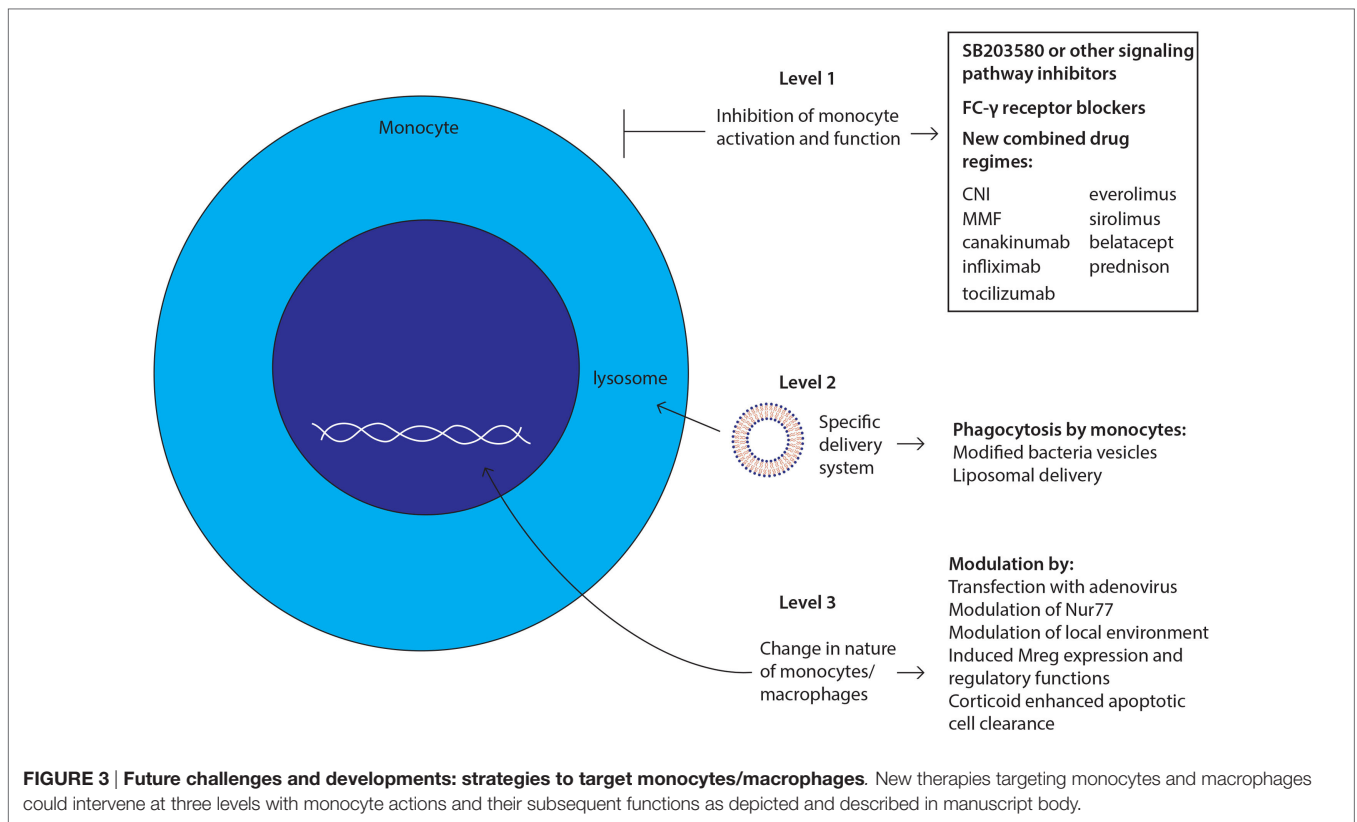 Monocyte
lysosome
Level 1
Inhibition of monocyte
activation and function
SB203580 or other signaling
pathway inhibitors
FC-γ receptor blockers
New combined drug
regimes:
CNI everolimus
MMF sirolimus
canakinumab belatacept
infliximab prednison
tocilizumab
Level 2
Specific
delivery
system
Phagocytosis by monocytes:
Modified bacteria vesicles
Liposomal delivery
Level 3
Change in nature
of monocytes/
macrophages
Modulation by:
Transfection with adenovirus
Modulation of Nur77
Modulation of local environment
Induced Mreg expression and
regulatory functions
Corticoid enhanced apoptotic
cell clearance
FIGURE 3 | Future challenges and developments: strategies to target monocytes/macrophages. New therapies targeting monocytes and macrophages
could intervene at three levels with monocyte actions and their subsequent functions as depicted and described in manuscript body.